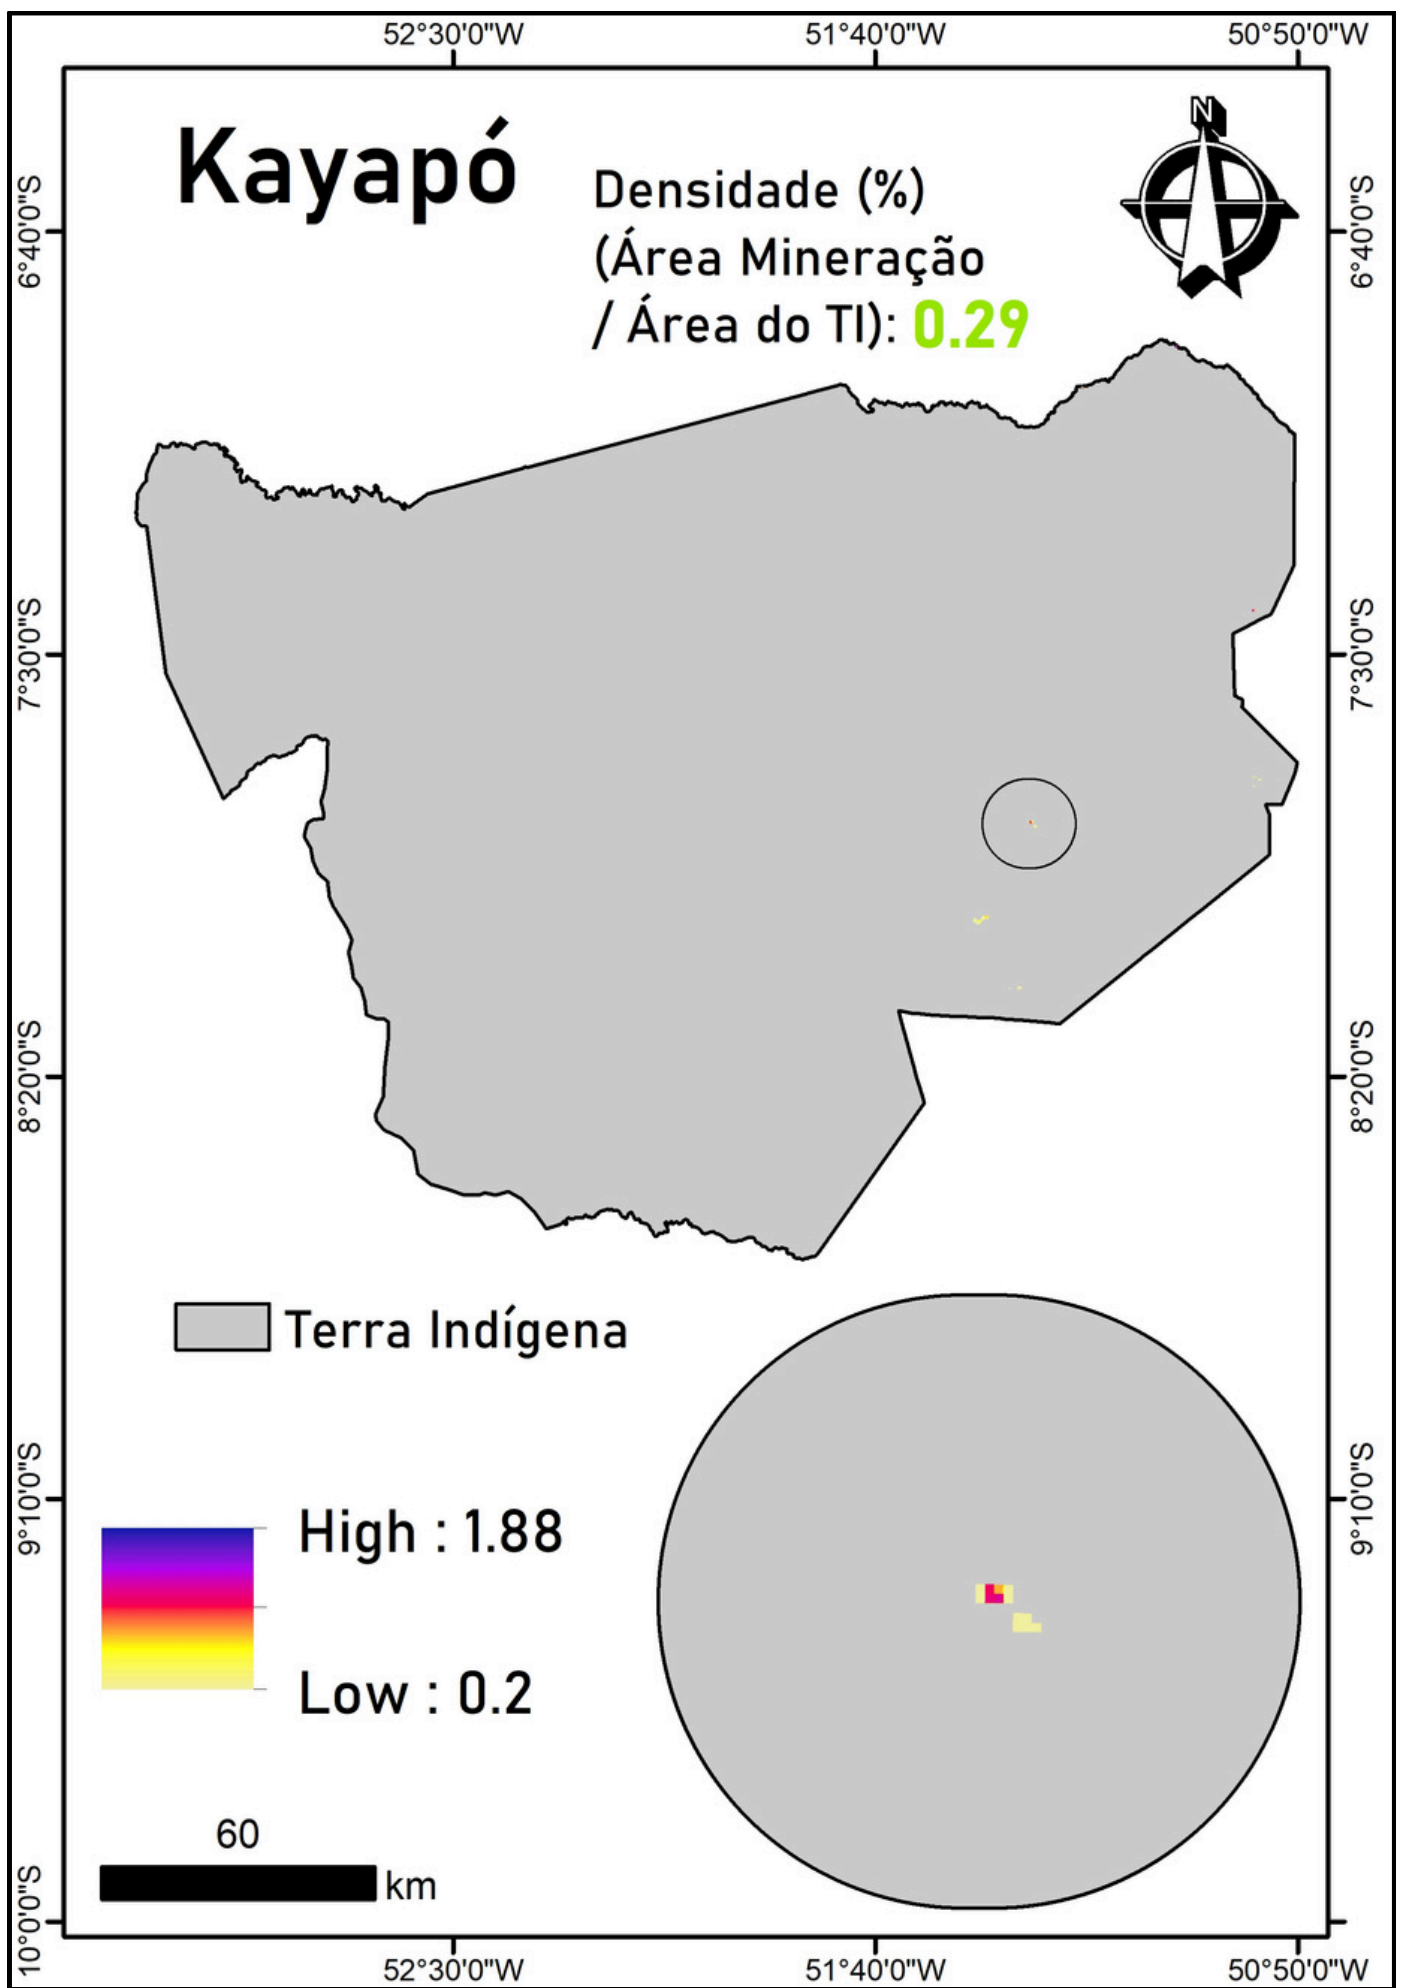 52°30'0"W 51°40'0"W 50°50'0"W
N
Kayapó
Densidade (%)
(Área Mineração
/ Área do TI): 0.29
6°40'0"S 6°40'0"S
7°30'0"S 7°30'0"S
8°20'0"S 8°20'0"S
Terra Indígena
9°10'0"S 9°10'0"S
High : 1.88
Low : 0.2
60
km
10°0'0"S
52°30'0"W 51°40'0"W 50°50'0"W